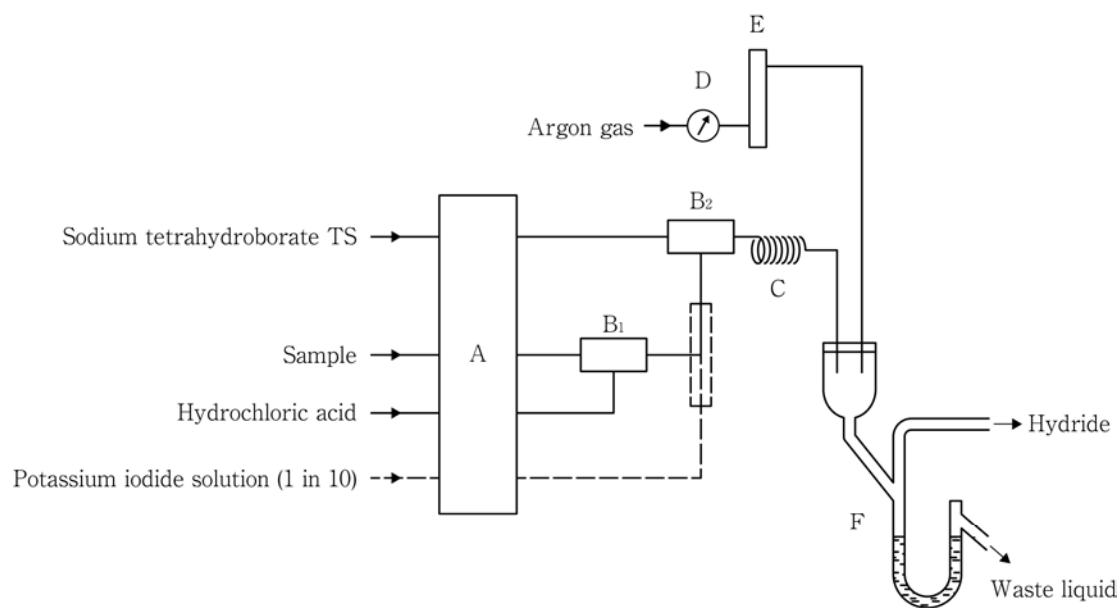 E
D
Argon gas
B2
Sodium tetrahydroborate TS
C
B1
Sample
A
Hydrochloric acid
Hydride
Potassium iodide solution (1 in 10)
F
Waste liquid